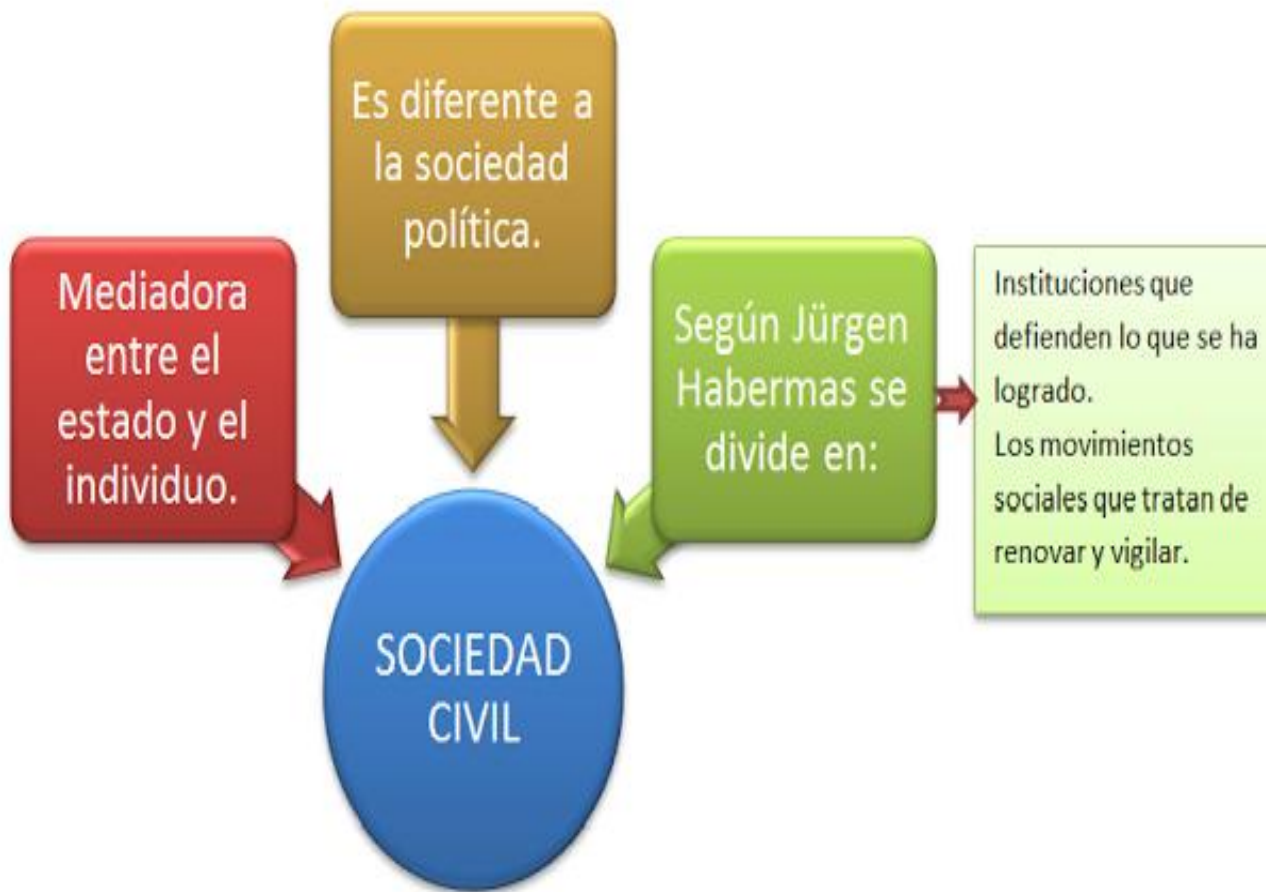 Es diferente a
la sociedad
política.
Mediadora
entre el
estado y el
individuo.
Según Jürgen
Habermas se
divide en:
Instituciones que
defienden lo que se ha
logrado.
Los movimientos
sociales que tratan de
renovar y vigilar.
SOCIEDAD
CIVIL